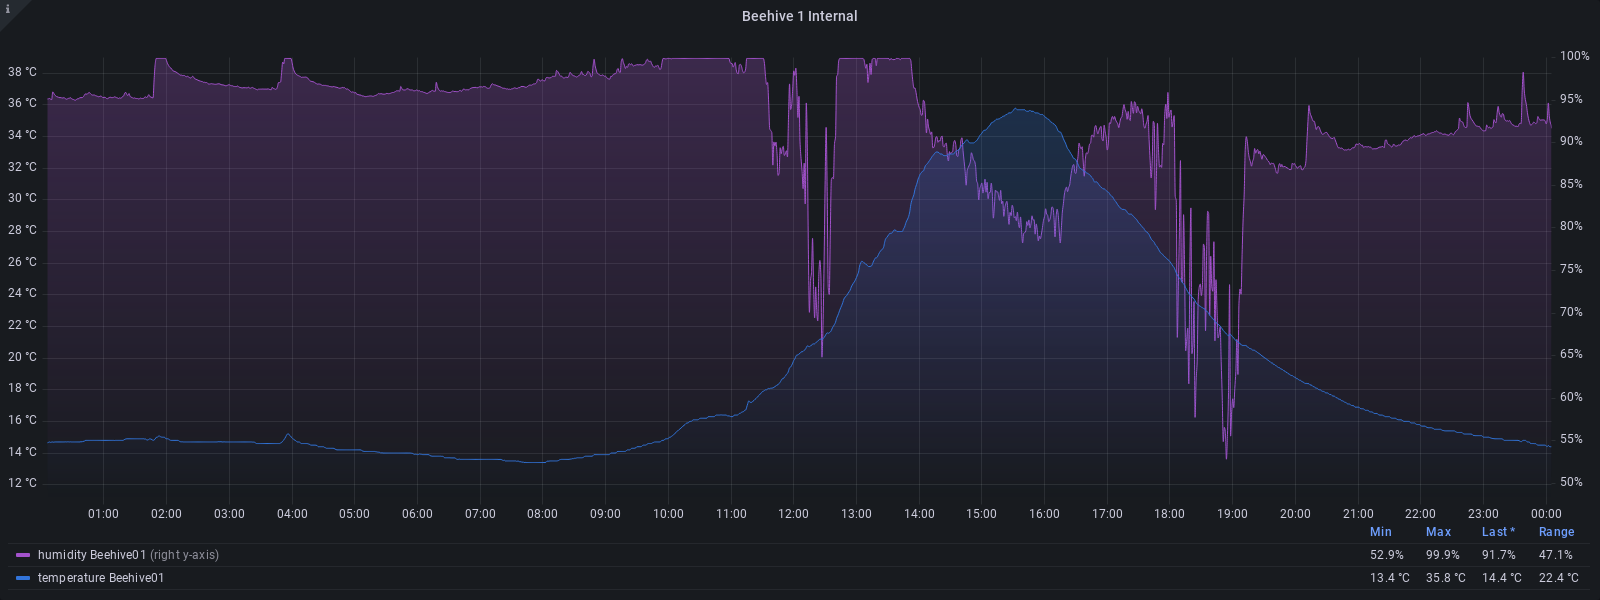 i
Beehive 1 Internal
38 °C
36 °C
34 °C
32 °C
30 °C
28 °C
26 °C
24 °C
22 °C
20 °C
18 °C
16 °C
14 °C
12 °C
100%
95%
90%
85%
80%
75%
70%
65%
60%
55%
50%
01:00 02:00 03:00 04:00 05:00 06:00 07:00 08:00 09:00 10:00 11:00 12:00 13:00 14:00 15:00 16:00 17:00 18:00 19:00 20:00 21:00 22:00 23:00 00:00
Min Max Last * Range
humidity Beehive01 (right y-axis) 52.9% 99.9% 91.7% 47.1%
temperature Beehive01 13.4 °C 35.8 °C 14.4 °C 22.4 °C